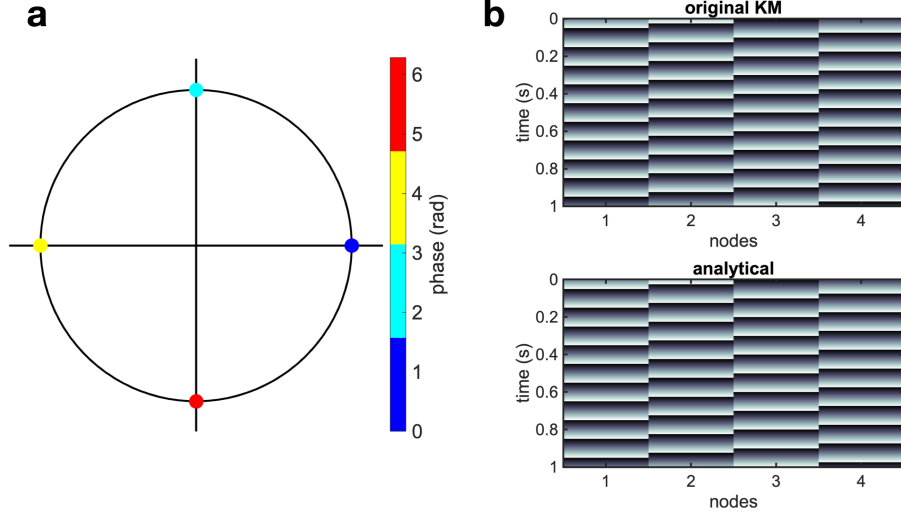 a
6
5
4
3
2
1
0
phase (rad)
b
original KM
0
0.2
0.4
0.6
0.8
1
time (s)
1 2 3 4
nodes
analytical
0
0.2
0.4
0.6
0.8
1
time (s)
1 2 3 4
nodes